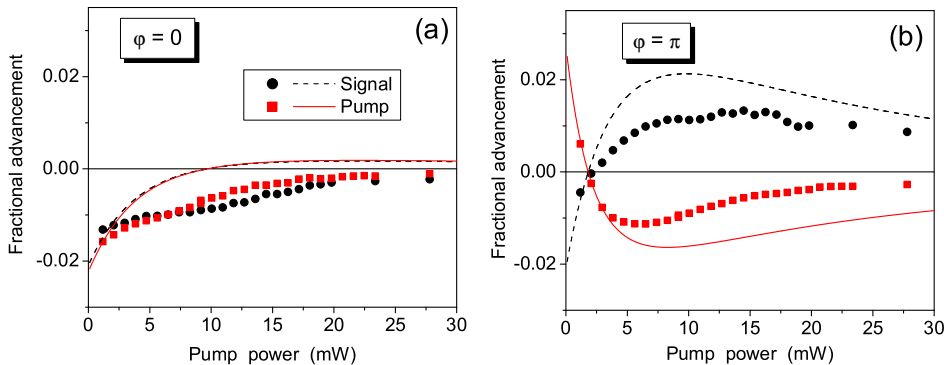 φ = 0
(a)
Signal
Pump
Fractional advancement
0.02
0.00
-0.02
0 5 10 15 20 25 30
Pump power (mW)
φ = π
(b)
Fractional advancement
0.02
0.00
-0.02
0 5 10 15 20 25 30
Pump power (mW)